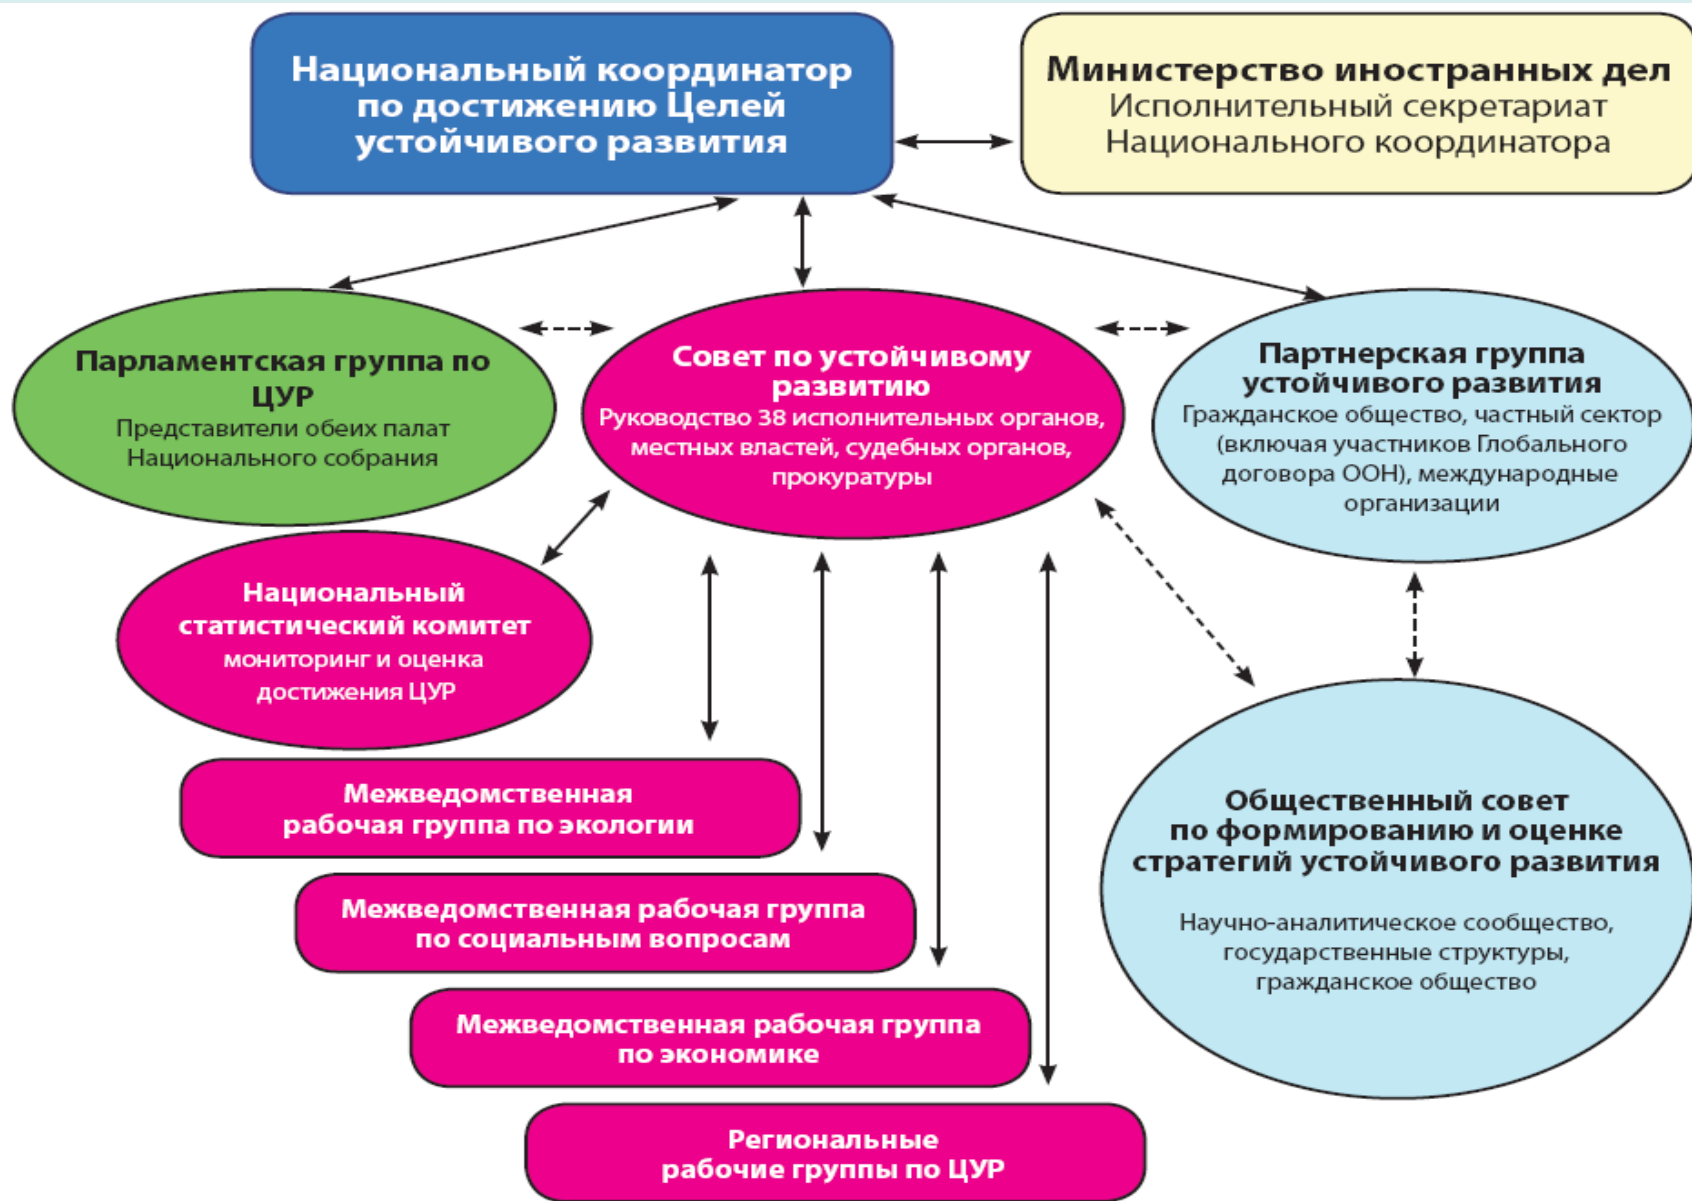 Национальный координатор
по достижению Целей
устойчивого развития
Министерство иностранных дел
Исполнительный секретариат
Национального координатора
Парламентская группа по
ЦУР
Представители обеих палат
Национального собрания
Совет по устойчивому
развитию
Руководство 38 исполнительных органов,
местных властей, судебных органов,
прокуратуры
Партнерская группа
устойчивого развития
Гражданское общество, частный сектор
(включая участников Глобального
договора ООН), международные
организации
Национальный
статистический комитет
мониторинг и оценка
достижения ЦУР
Межведомственная
рабочая группа по экологии
Межведомственная рабочая группа
по социальным вопросам
Межведомственная рабочая группа
по экономике
Региональные
рабочие группы по ЦУР
Общественный совет
по формированию и оценке
стратегий устойчивого развития
Научно-аналитическое сообщество,
государственные структуры,
гражданское общество